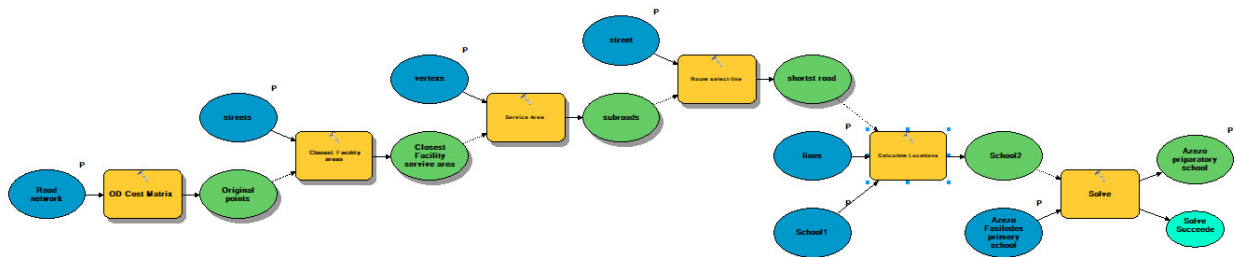 P
Road
network
OD Cost Matrix
Original
points
P
streets
Closest Facility
areas
Closest
Facility
servive area
P
vertexs
Service Area
subroads
P
street
Route select line
shortst road
P
lines
P
School1
Calculate Locations
School2
P
Azezo
Fasiledes
primery
school
Solve
P
Azezo
priparatory
school
Solve
Succeede